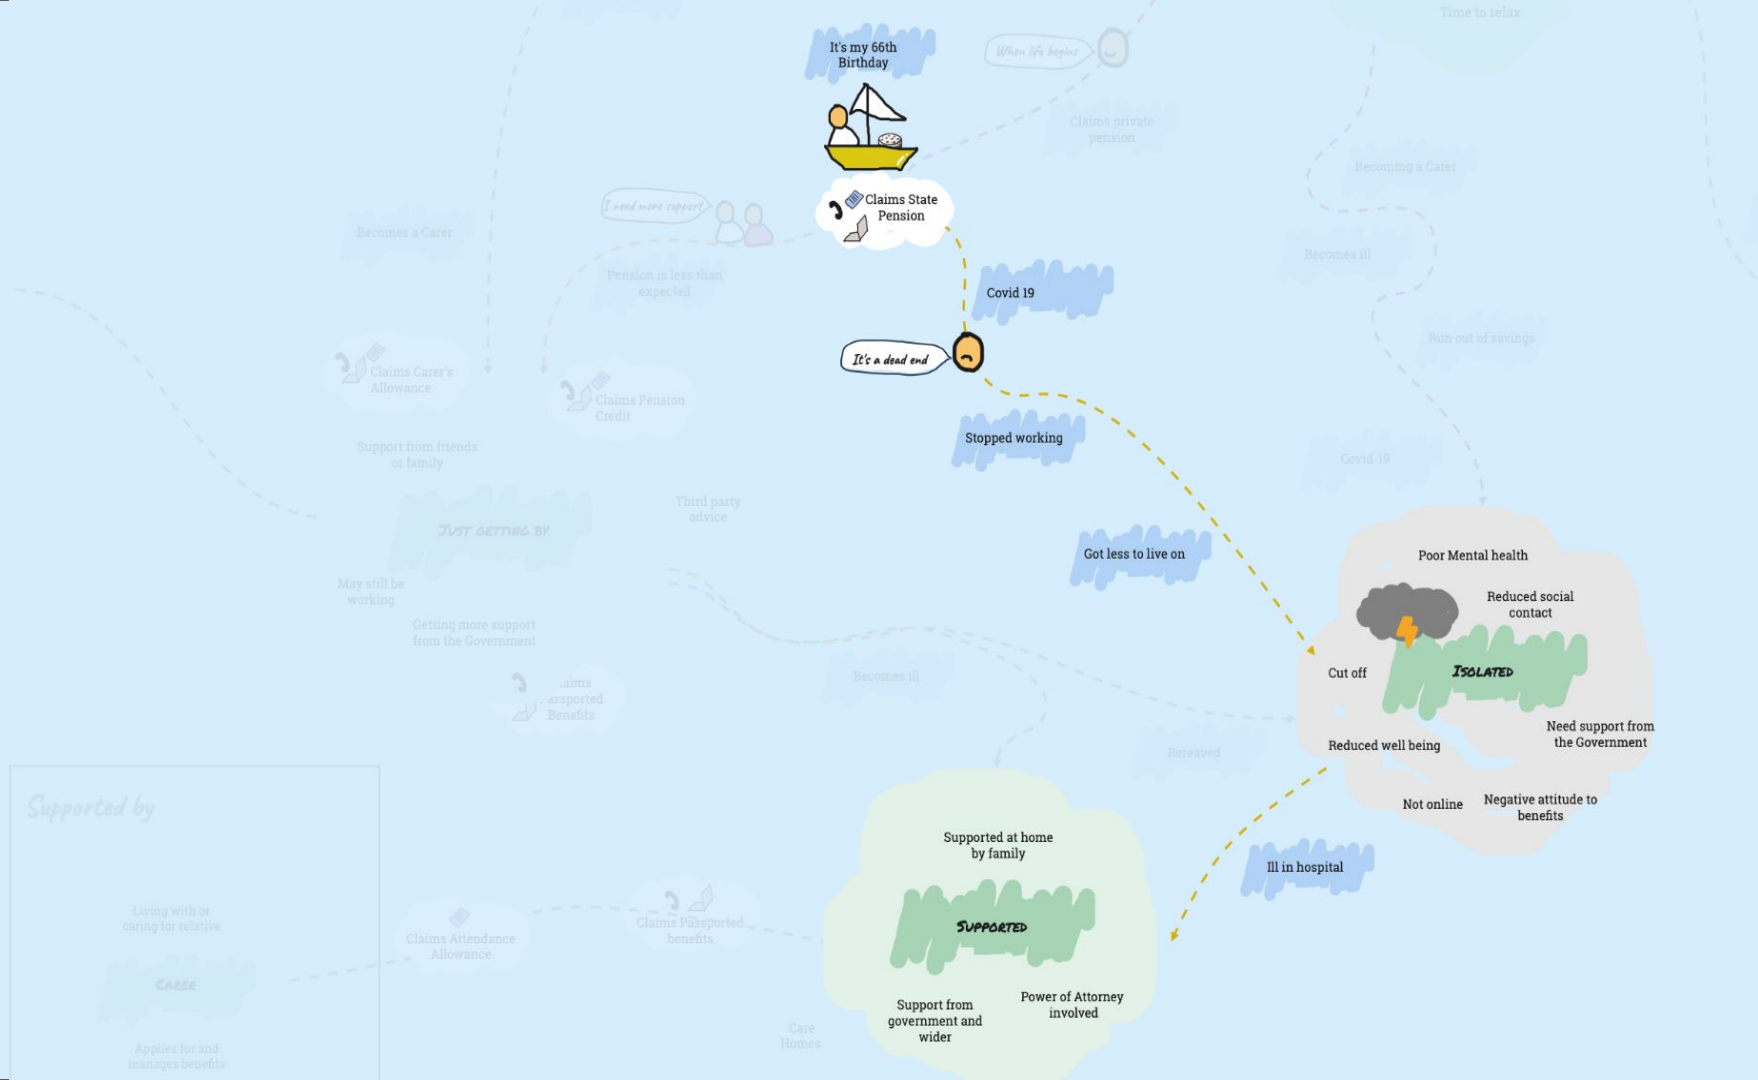 Time to relax
It's my 66th
Birthday
When life begins
Claims private
pension
Becoming a Carer
Claims State
Pension
I need more support
Becomes a Carer
Becomes ill
Pension is less than
expected
Covid 19
Run out of savings
It's a dead end
Claims Carer's
Allowance
Claims Pension
Credit
Stopped working
Support from friends
or family
Covid-19
Third party
advice
Just getting by
Got less to live on
Poor Mental health
May still be
working
Reduced social
contact
Getting more support
from the Government
Cut off
Isolated
Becomes ill
Benefits
Need support from
the Government
Reduced well being
Bereaved
Supported by
Not online
Negative attitude to
benefits
Supported at home
by family
Ill in hospital
Living with or
caring for relative
Claims Passported
benefits
Claims Attendance
Allowance
Supported
Carer
Power of Attorney
involved
Support from
government and
wider
Care
Homes
Applies for and
manages benefits